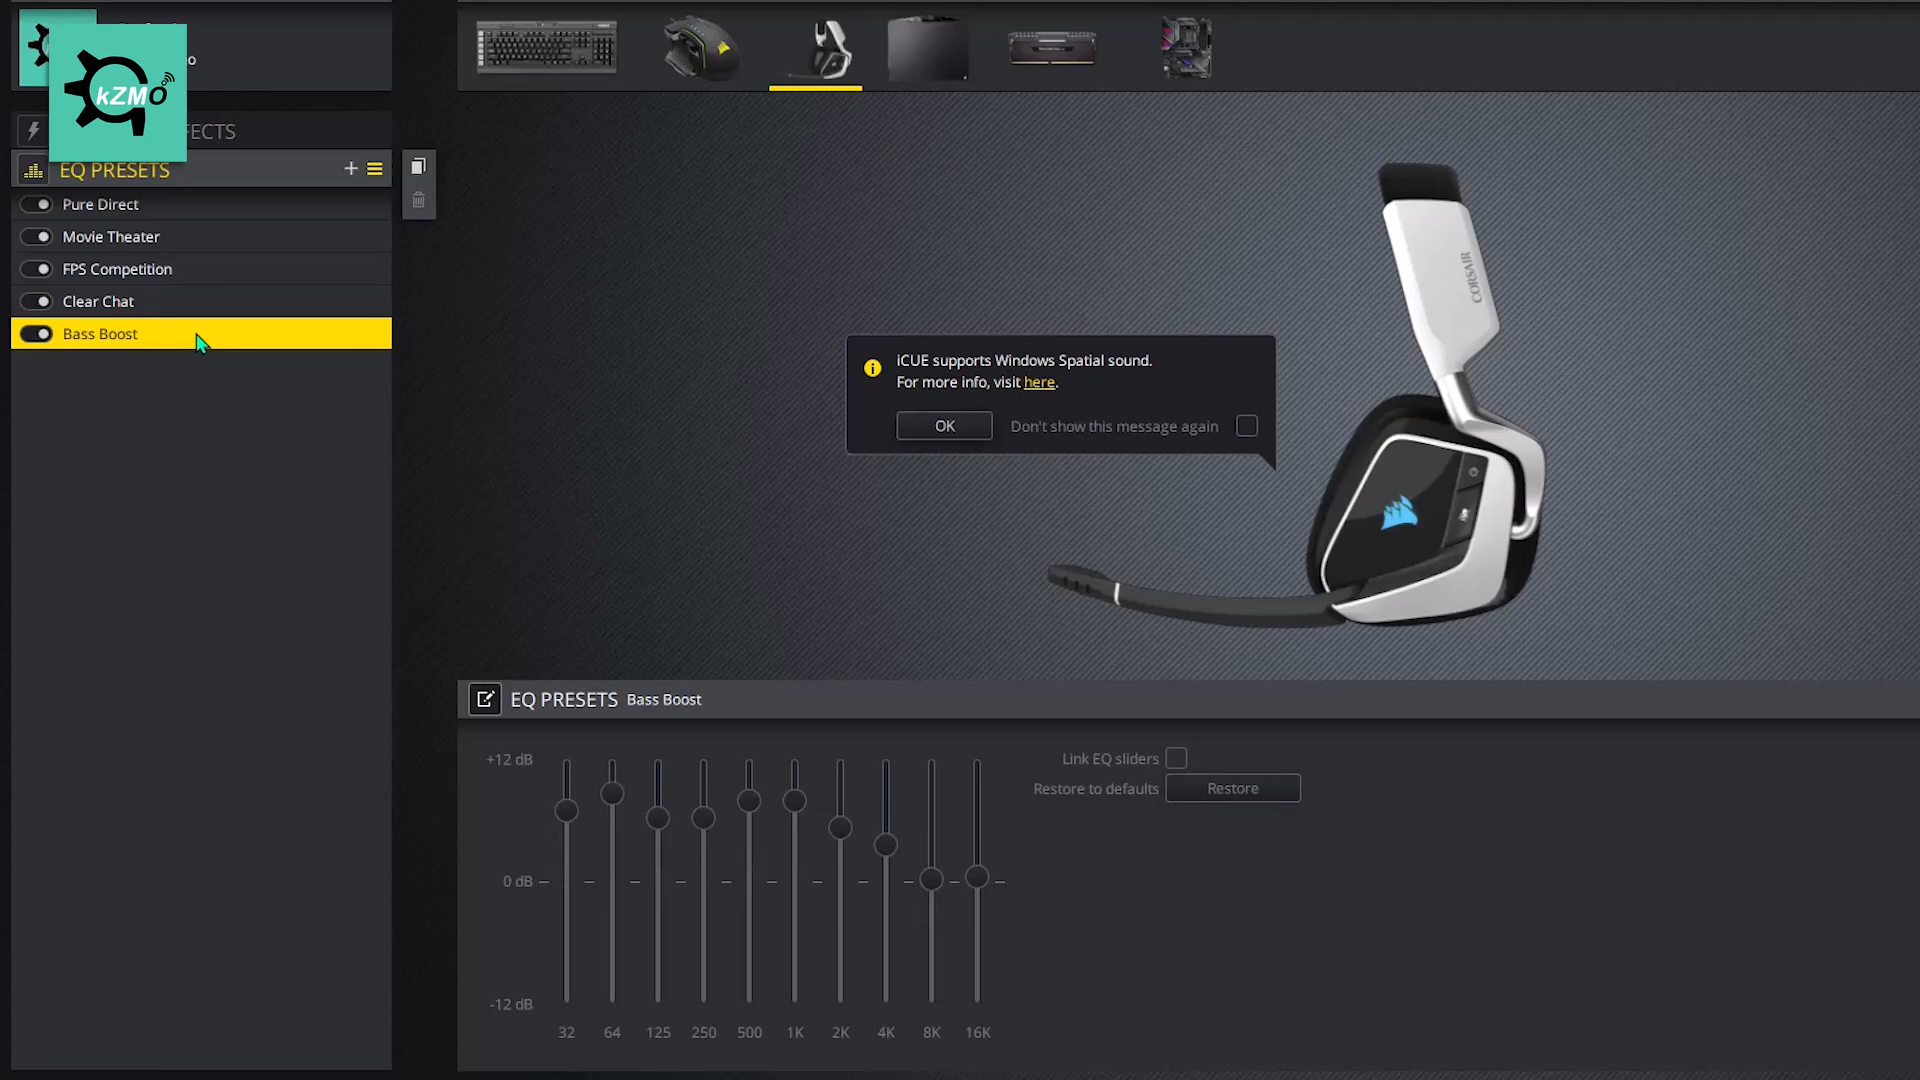 kZMO
o
FECTS
EQ PRESETS
Pure Direct
Movie Theater
FPS Competition
Clear Chat
Bass Boost
CORSAIR
iCUE supports Windows Spatial sound.
For more info, visit here.
OK Don't show this message again
EQ PRESETS Bass Boost
+12 dB
0 dB
-12 dB
32 64 125 250 500 1K 2K 4K 8K 16K
Link EQ sliders
Restore to defaults Restore